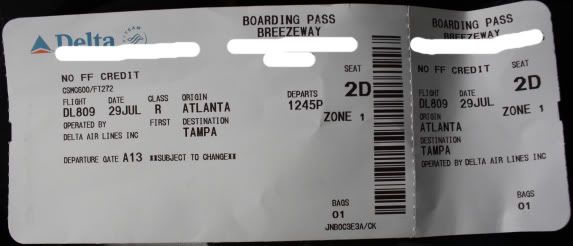 Delta
BOARDING PASS
BREEZEWAY
NO FF CREDIT
CSMC600/FT272
FLIGHT DATE CLASS ORIGIN DEPARTS SEAT
DL809 29JUL R ATLANTA 1245P 2D
OPERATED BY FIRST DESTINATION ZONE 1
DELTA AIR LINES INC TAMPA
DEPARTURE GATE A13 **SUBJECT TO CHANGE**
BAGS
01
JNB0C3E3A/CK
BOARDING PASS
BREEZEWAY
NO FF CREDIT
FLIGHT DATE SEAT
DL809 29JUL 2D
ORIGIN ZONE 1
ATLANTA
DESTINATION
TAMPA
OPERATED BY DELTA AIR LINES INC
BAGS
01